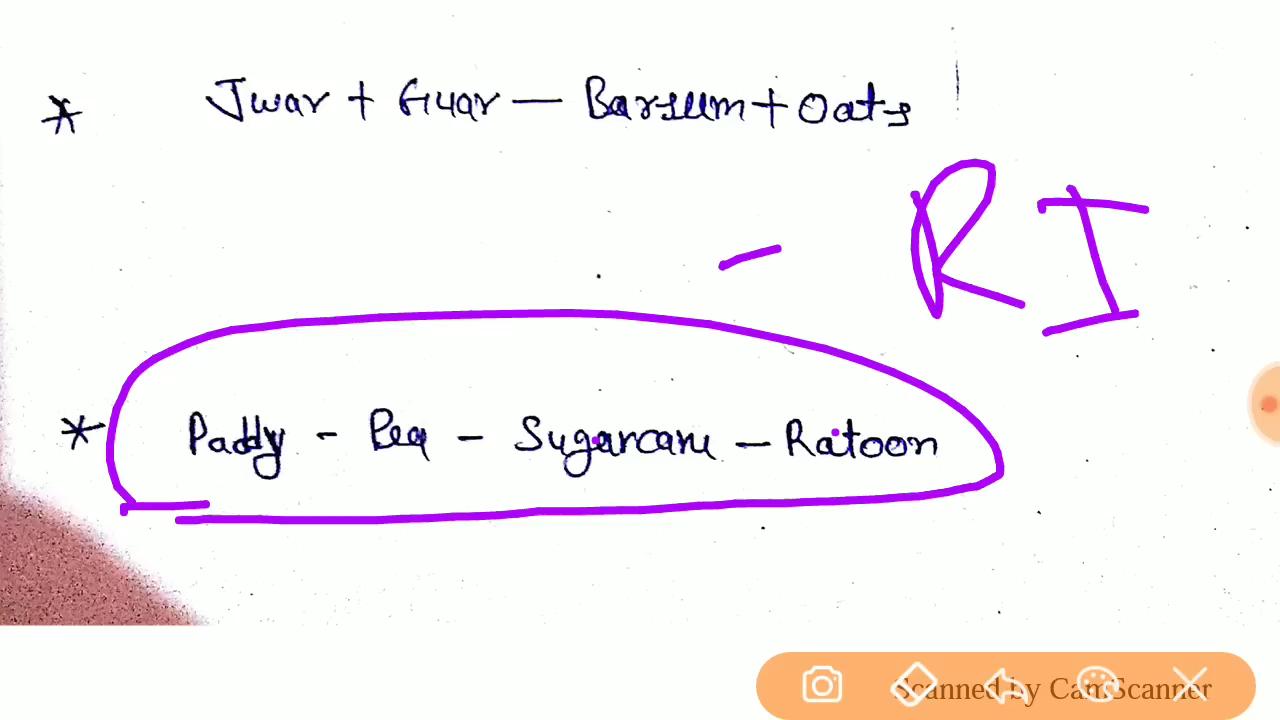 * Jwar + Guar — Barseem + Oats
- RI
* Paddy - Pea - Sugarcane - Ratoon
Scanned by CamScanner